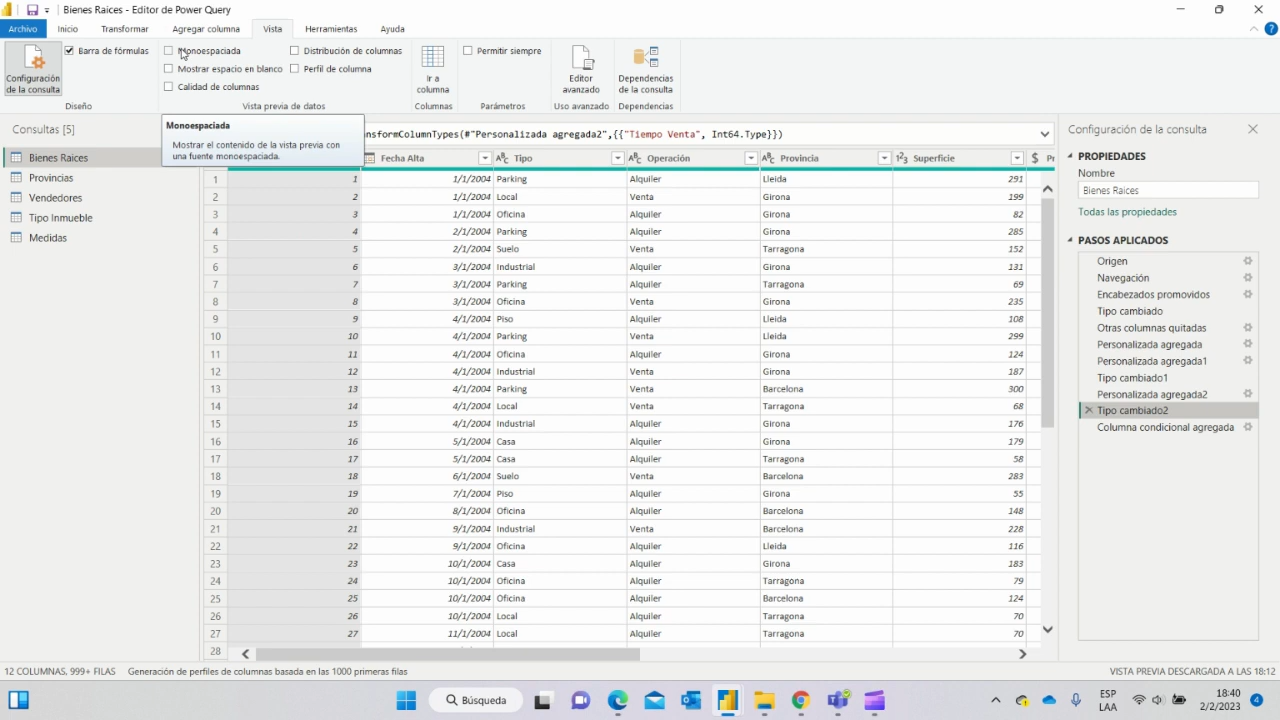 Bienes Raices - Editor de Power Query
Archivo Inicio Transformar Agregar columna Vista Herramientas Ayuda
Configuración de la consulta
Barra de fórmulas
Diseño
Monoespaciada
Mostrar espacio en blanco
Calidad de columnas
Distribución de columnas
Perfil de columna
Vista previa de datos
Ir a columna
Columnas
Permitir siempre
Parámetros
Editor avanzado
Uso avanzado
Dependencias de la consulta
Dependencias
Consultas [5]
Bienes Raices
Provincias
Vendedores
Tipo Inmueble
Medidas
Monoespaciada
Mostrar el contenido de la vista previa con
una fuente monoespaciada.
nsformColumnTypes(#"Personalizada agregada2",{{"Tiempo Venta", Int64.Type}})
Fecha Alta ABC Tipo ABC Operación ABC Provincia 123 Superficie $ Pr
1 1 1/1/2004 Parking Alquiler Lleida 291
2 2 1/1/2004 Local Venta Girona 199
3 3 1/1/2004 Oficina Alquiler Girona 82
4 4 2/1/2004 Parking Alquiler Girona 285
5 5 2/1/2004 Suelo Venta Tarragona 152
6 6 3/1/2004 Industrial Alquiler Girona 131
7 7 3/1/2004 Parking Alquiler Tarragona 69
8 8 3/1/2004 Oficina Venta Girona 235
9 9 4/1/2004 Piso Alquiler Lleida 108
10 10 4/1/2004 Parking Venta Lleida 299
11 11 4/1/2004 Oficina Alquiler Girona 124
12 12 4/1/2004 Industrial Venta Girona 187
13 13 4/1/2004 Parking Venta Barcelona 300
14 14 4/1/2004 Local Venta Tarragona 68
15 15 4/1/2004 Industrial Alquiler Girona 176
16 16 5/1/2004 Casa Alquiler Girona 179
17 17 5/1/2004 Casa Alquiler Tarragona 58
18 18 6/1/2004 Suelo Venta Barcelona 283
19 19 7/1/2004 Piso Alquiler Girona 55
20 20 8/1/2004 Oficina Alquiler Barcelona 148
21 21 9/1/2004 Industrial Venta Barcelona 228
22 22 9/1/2004 Oficina Alquiler Lleida 116
23 23 10/1/2004 Casa Alquiler Girona 183
24 24 10/1/2004 Oficina Alquiler Tarragona 79
25 25 10/1/2004 Oficina Alquiler Barcelona 124
26 26 10/1/2004 Local Alquiler Tarragona 70
27 27 11/1/2004 Local Alquiler Tarragona 70
28
Configuración de la consulta
PROPIEDADES
Nombre
Bienes Raices
Todas las propiedades
PASOS APLICADOS
Origen
Navegación
Encabezados promovidos
Tipo cambiado
Otras columnas quitadas
Personalizada agregada
Personalizada agregada1
Tipo cambiado1
Personalizada agregada2
Tipo cambiado2
Columna condicional agregada
12 COLUMNAS, 999+ FILAS Generación de perfiles de columnas basada en las 1000 primeras filas VISTA PREVIA DESCARGADA A LAS 18:12
Búsqueda
ESP
LAA
18:40
2/2/2023
4